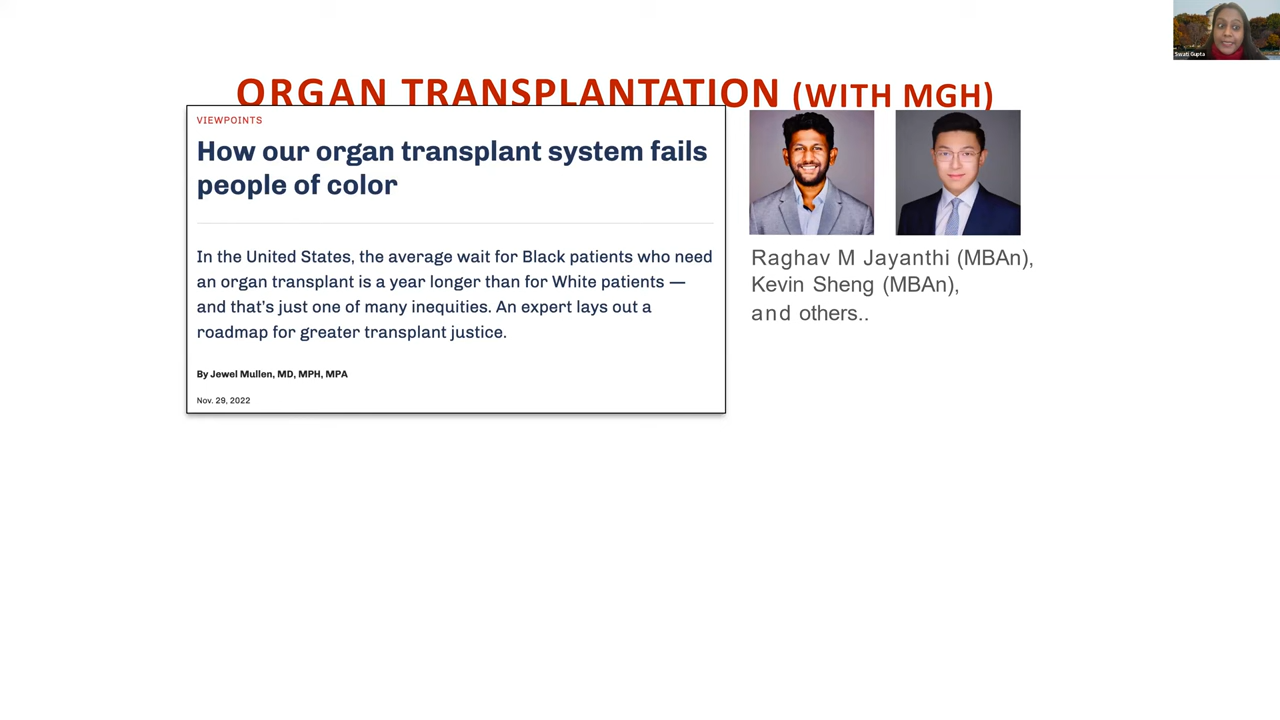 Swati Gupta
ORGAN TRANSPLANTATION (WITH MGH)
VIEWPOINTS
How our organ transplant system fails
people of color
In the United States, the average wait for Black patients who need
an organ transplant is a year longer than for White patients —
and that's just one of many inequities. An expert lays out a
roadmap for greater transplant justice.
By Jewel Mullen, MD, MPH, MPA
Nov. 29, 2022
Raghav M Jayanthi (MBAn),
Kevin Sheng (MBAn),
and others..